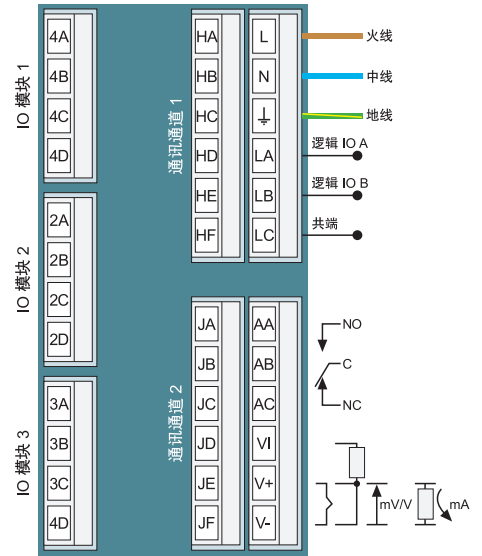 IO 模块 1
4A
4B
4C
4D
IO 模块 2
2A
2B
2C
2D
IO 模块 3
3A
3B
3C
4D
通讯通道 1
HA
HB
HC
HD
HE
HF
L
N
LA
LB
LC
火线
中线
地线
逻辑 IO A
逻辑 IO B
共端
通讯通道 2
JA
JB
JC
JD
JE
JF
AA
AB
AC
VI
V+
V-
NO
C
NC
mV/V
mA